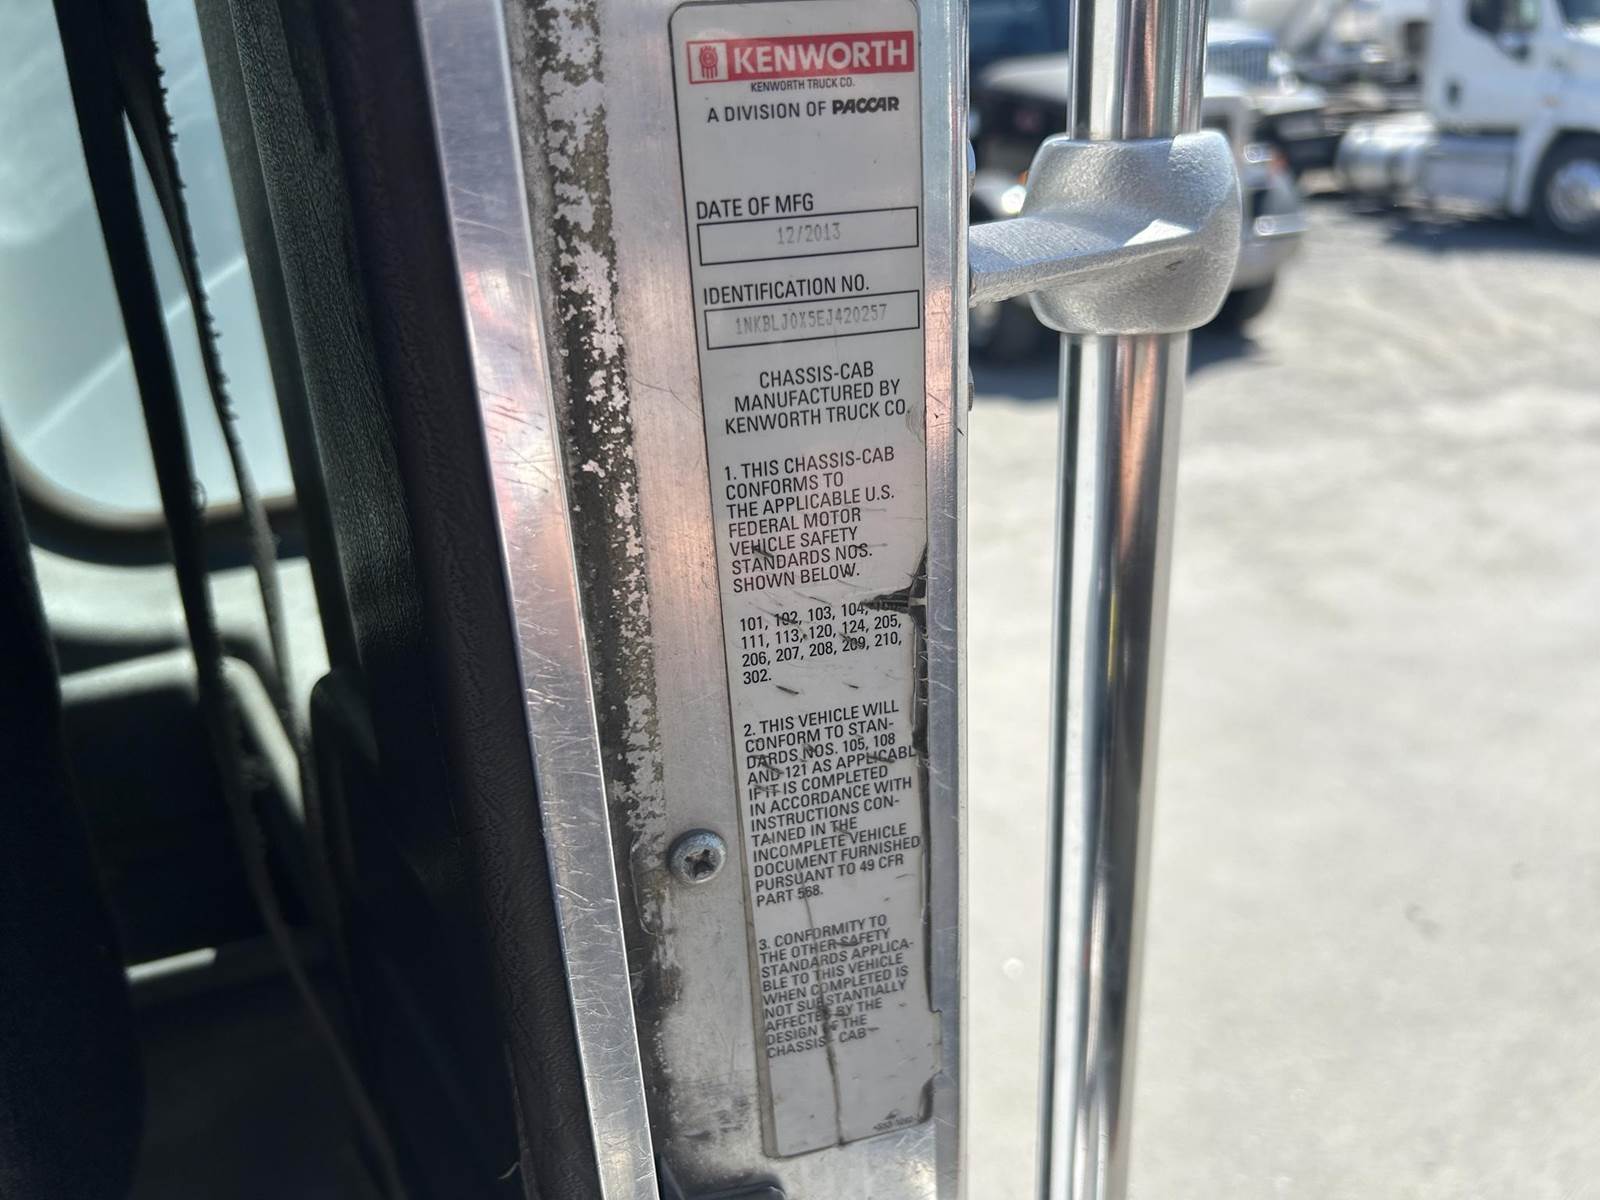 KENWORTH
KENWORTH TRUCK CO.
A DIVISION OF PACCAR
DATE OF MFG
12/2013
IDENTIFICATION NO.
1NKBLJ0X5EJ420257
CHASSIS-CAB
MANUFACTURED BY
KENWORTH TRUCK CO.
1. THIS CHASSIS-CAB
CONFORMS TO
THE APPLICABLE U.S.
FEDERAL MOTOR
VEHICLE SAFETY
STANDARDS NOS.
SHOWN BELOW.
101, 102, 103, 104,
111, 113, 120, 124, 205,
206, 207, 208, 209, 210,
302.
2. THIS VEHICLE WILL
CONFORM TO STAN-
DARDS NOS. 105, 108
AND 121 AS APPLICABL
IF IT IS COMPLETED
IN ACCORDANCE WITH
INSTRUCTIONS CON-
TAINED IN THE
INCOMPLETE VEHICLE
DOCUMENT FURNISHED
PURSUANT TO 49 CFR
PART 568.
3. CONFORMITY TO
THE OTHER SAFETY
STANDARDS APPLICA-
BLE TO THIS VEHICLE
WHEN COMPLETED IS
NOT SUBSTANTIALLY
AFFECTED BY THE
DESIGN OF THE
CHASSIS - CAB